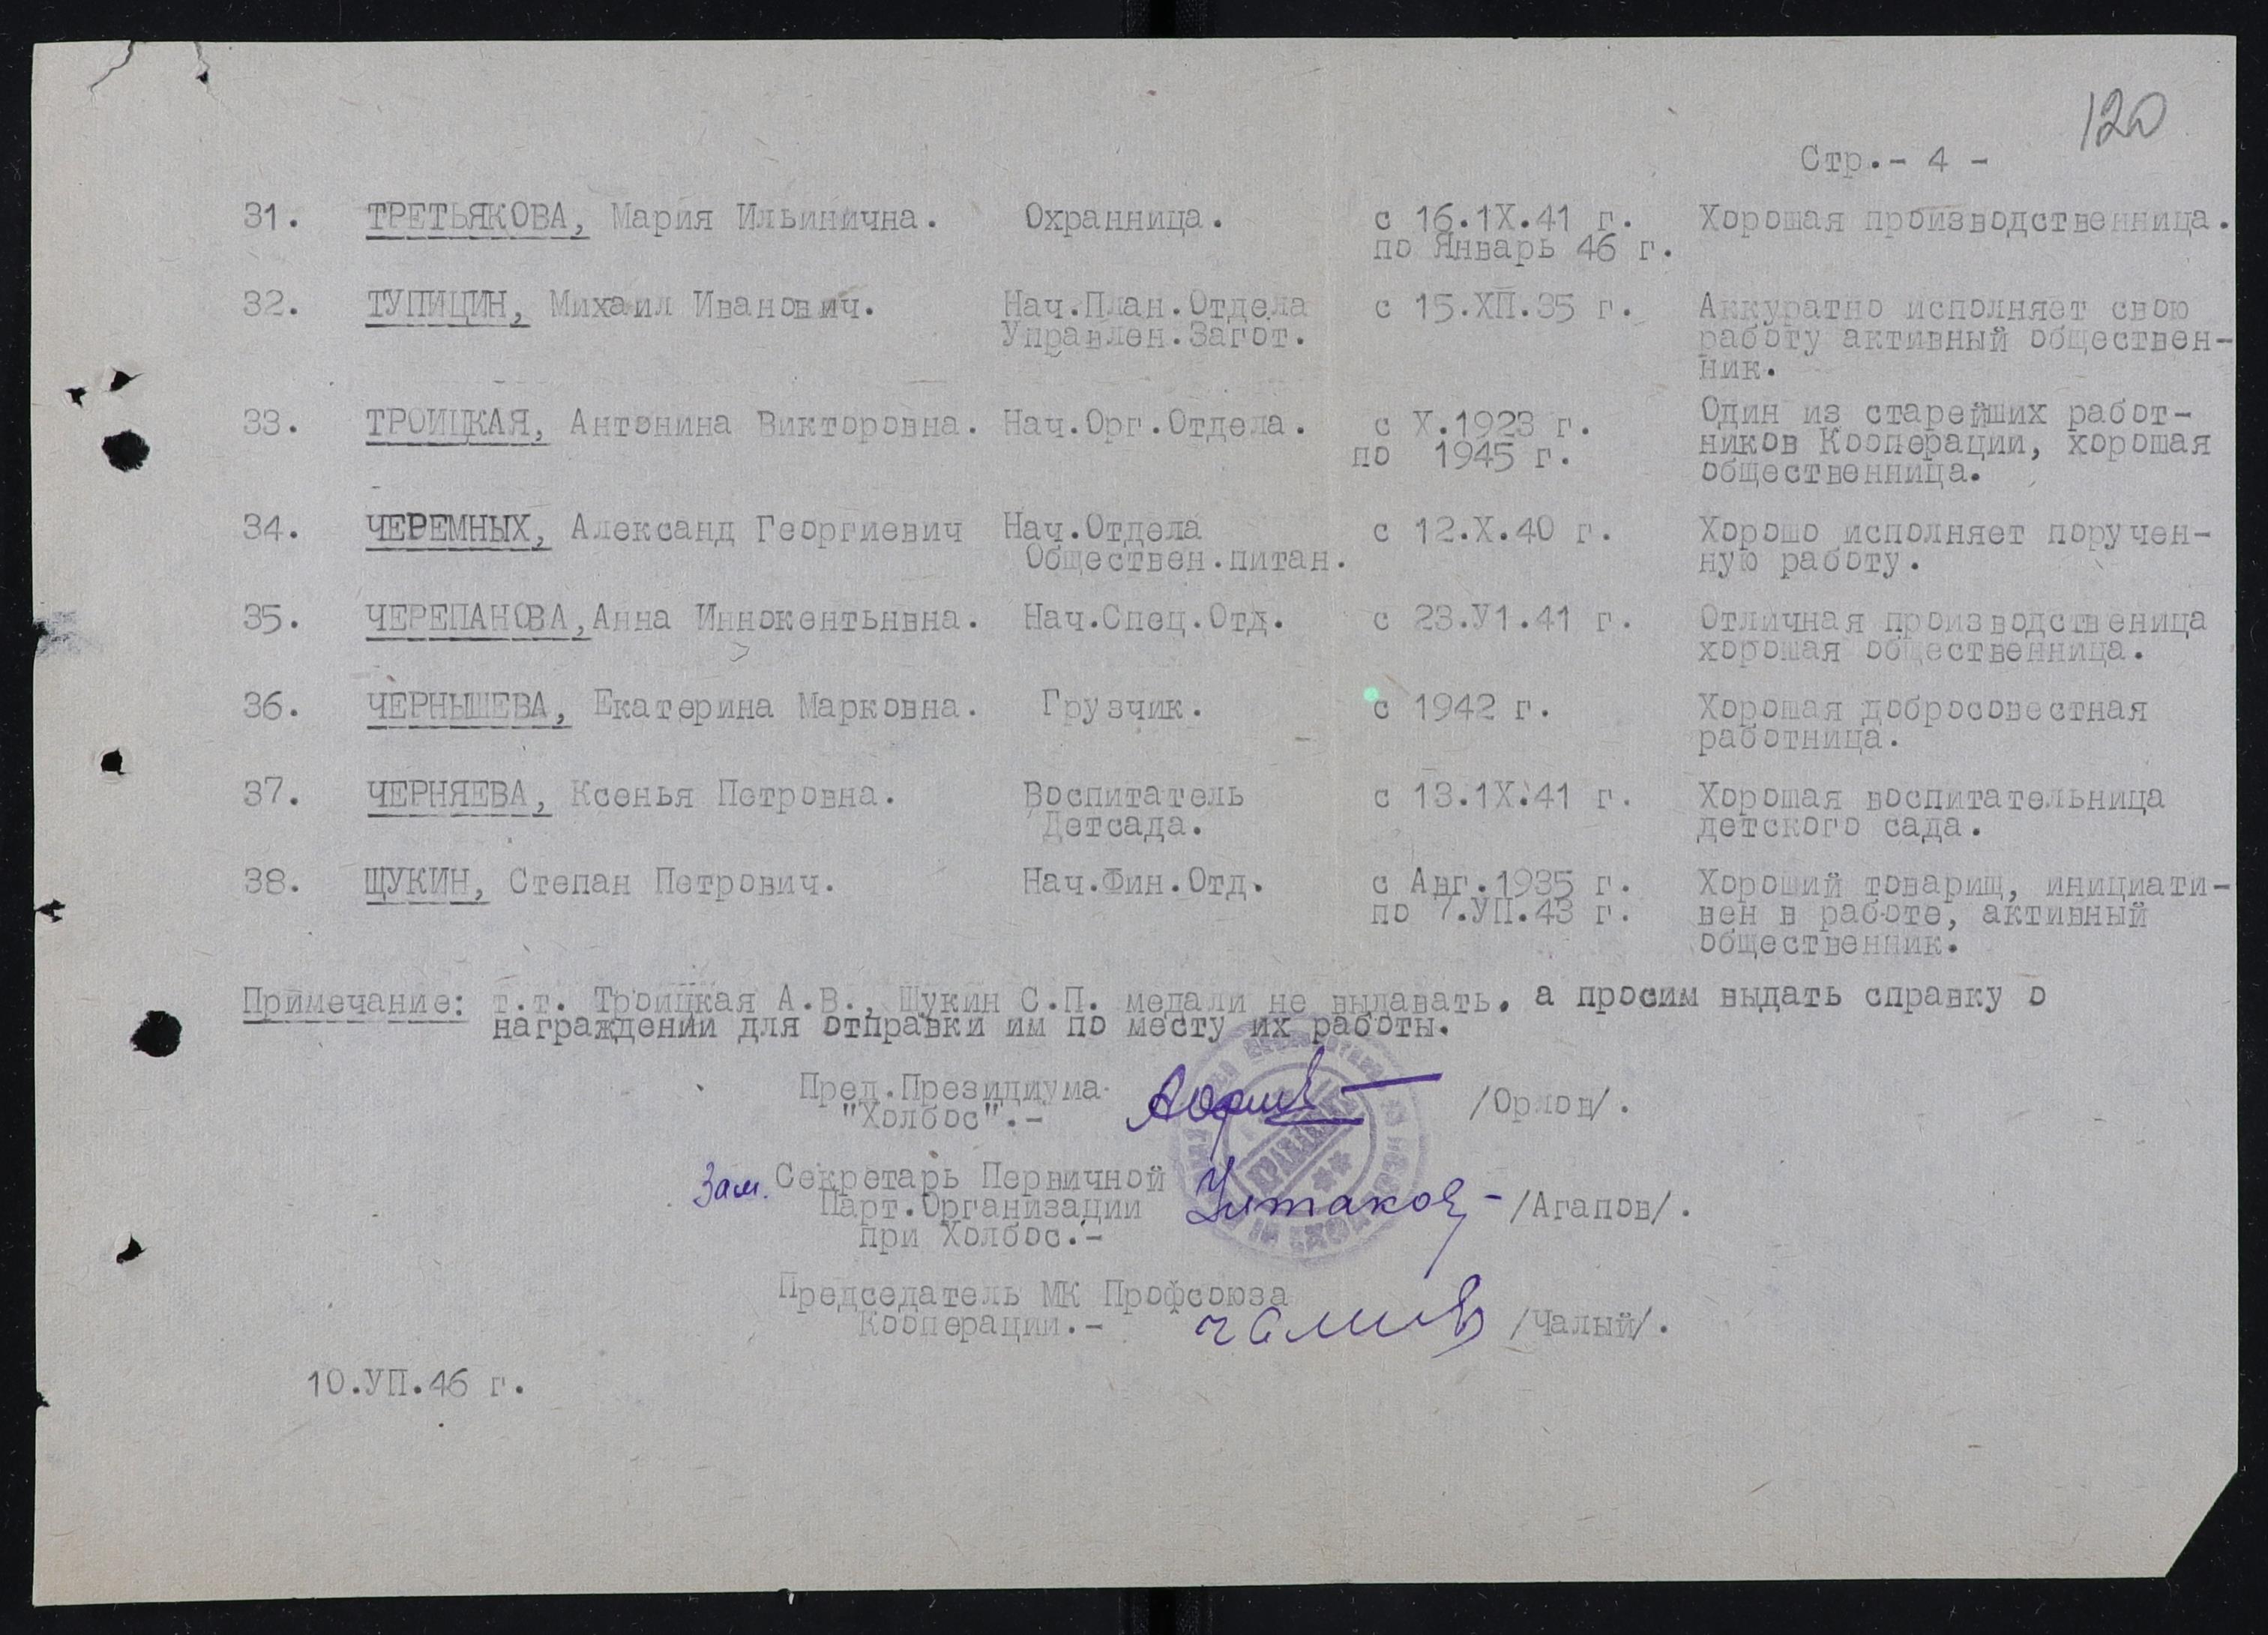 120
Стр.- 4 -
31. ТРЕТЬЯКОВА, Мария Ильинична. Охранница. с 16.1X.41 г. Хорошая производственница.
по Январь 46 г.
32. ТУПИЦИН, Михаил Иванович. Нач.План.Отдела с 15.ХП.35 г. Аккуратно исполняет свою
Управлен.Загот. работу активный обществен-
ник.
33. ТРОИЦКАЯ, Антонина Викторовна. Нач.Орг.Отдела. с X.1923 г. Один из старейших работ-
по 1945 г. ников Кооперации, хорошая
общественница.
34. ЧЕРЕМНЫХ, Александ Георгиевич Нач.Отдела с 12.X.40 г. Хорошо исполняет поручен-
Обществен.питан. ную работу.
35. ЧЕРЕПАНОВА,Анна Иннокентьнвна. Нач.Спец.Отд. с 23.У1.41 г. Отличная производственица
хорошая общественница.
36. ЧЕРНЫШЕВА, Екатерина Марковна. Грузчик. с 1942 г. Хорошая добросовестная
работница.
37. ЧЕРНЯЕВА, Ксенья Петровна. Воспитатель с 13.1X.41 г. Хорошая воспитательница
Детсада. детского сада.
38. ЩУКИН, Степан Петрович. Нач.Фин.Отд. с Авг.1935 г. Хороший товарищ, инициати-
по 7.УП.43 г. вен в работе, активный
общественник.
Примечание: т.т. Троицкая А.В., Щукин С.П. медали не выдавать. а просим выдать справку о
награждении для отправки им по месту их работы.
Пред.Президиума
"Холбос".- /Орлов/.
Зам. Секретарь Первичной
Парт.Организации /Агапов/.
при Холбос.-
Председатель МК Профсоюза
Кооперации.- /Чалый/.
10.УП.46 г.